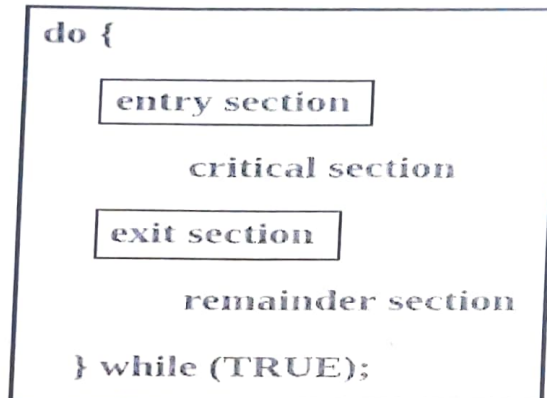 do {
entry section
critical section
exit section
remainder section
} while (TRUE);